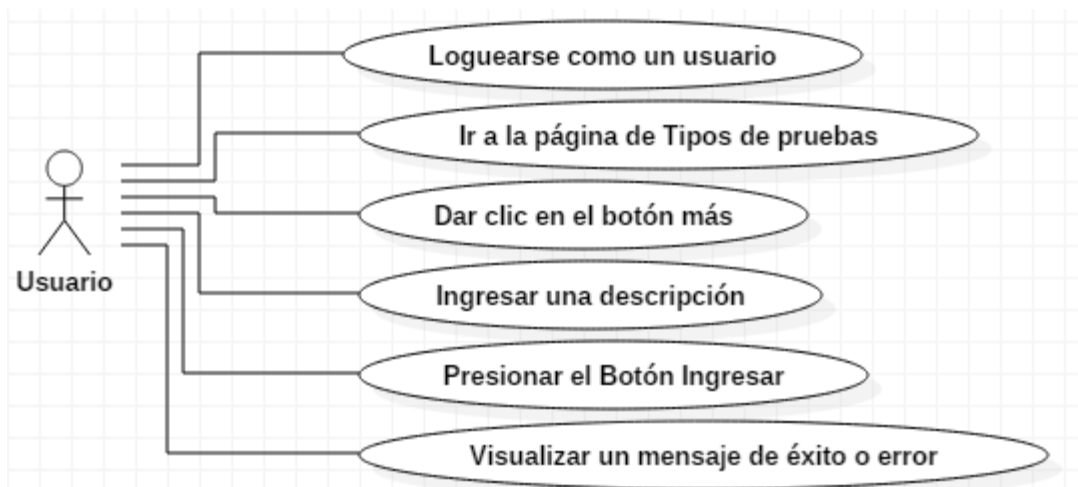 Loguearse como un usuario
Ir a la página de Tipos de pruebas
Dar clic en el botón más
Usuario
Ingresar una descripción
Presionar el Botón Ingresar
Visualizar un mensaje de éxito o error